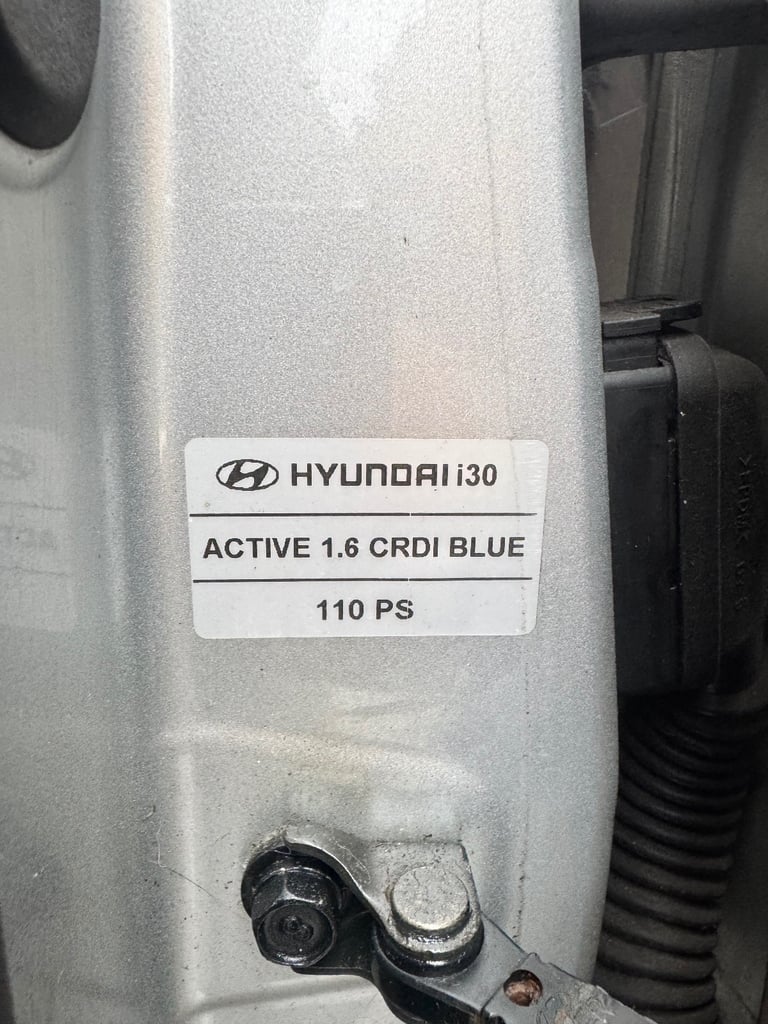 HYUNDAI i30
ACTIVE 1.6 CRDI BLUE
110 PS